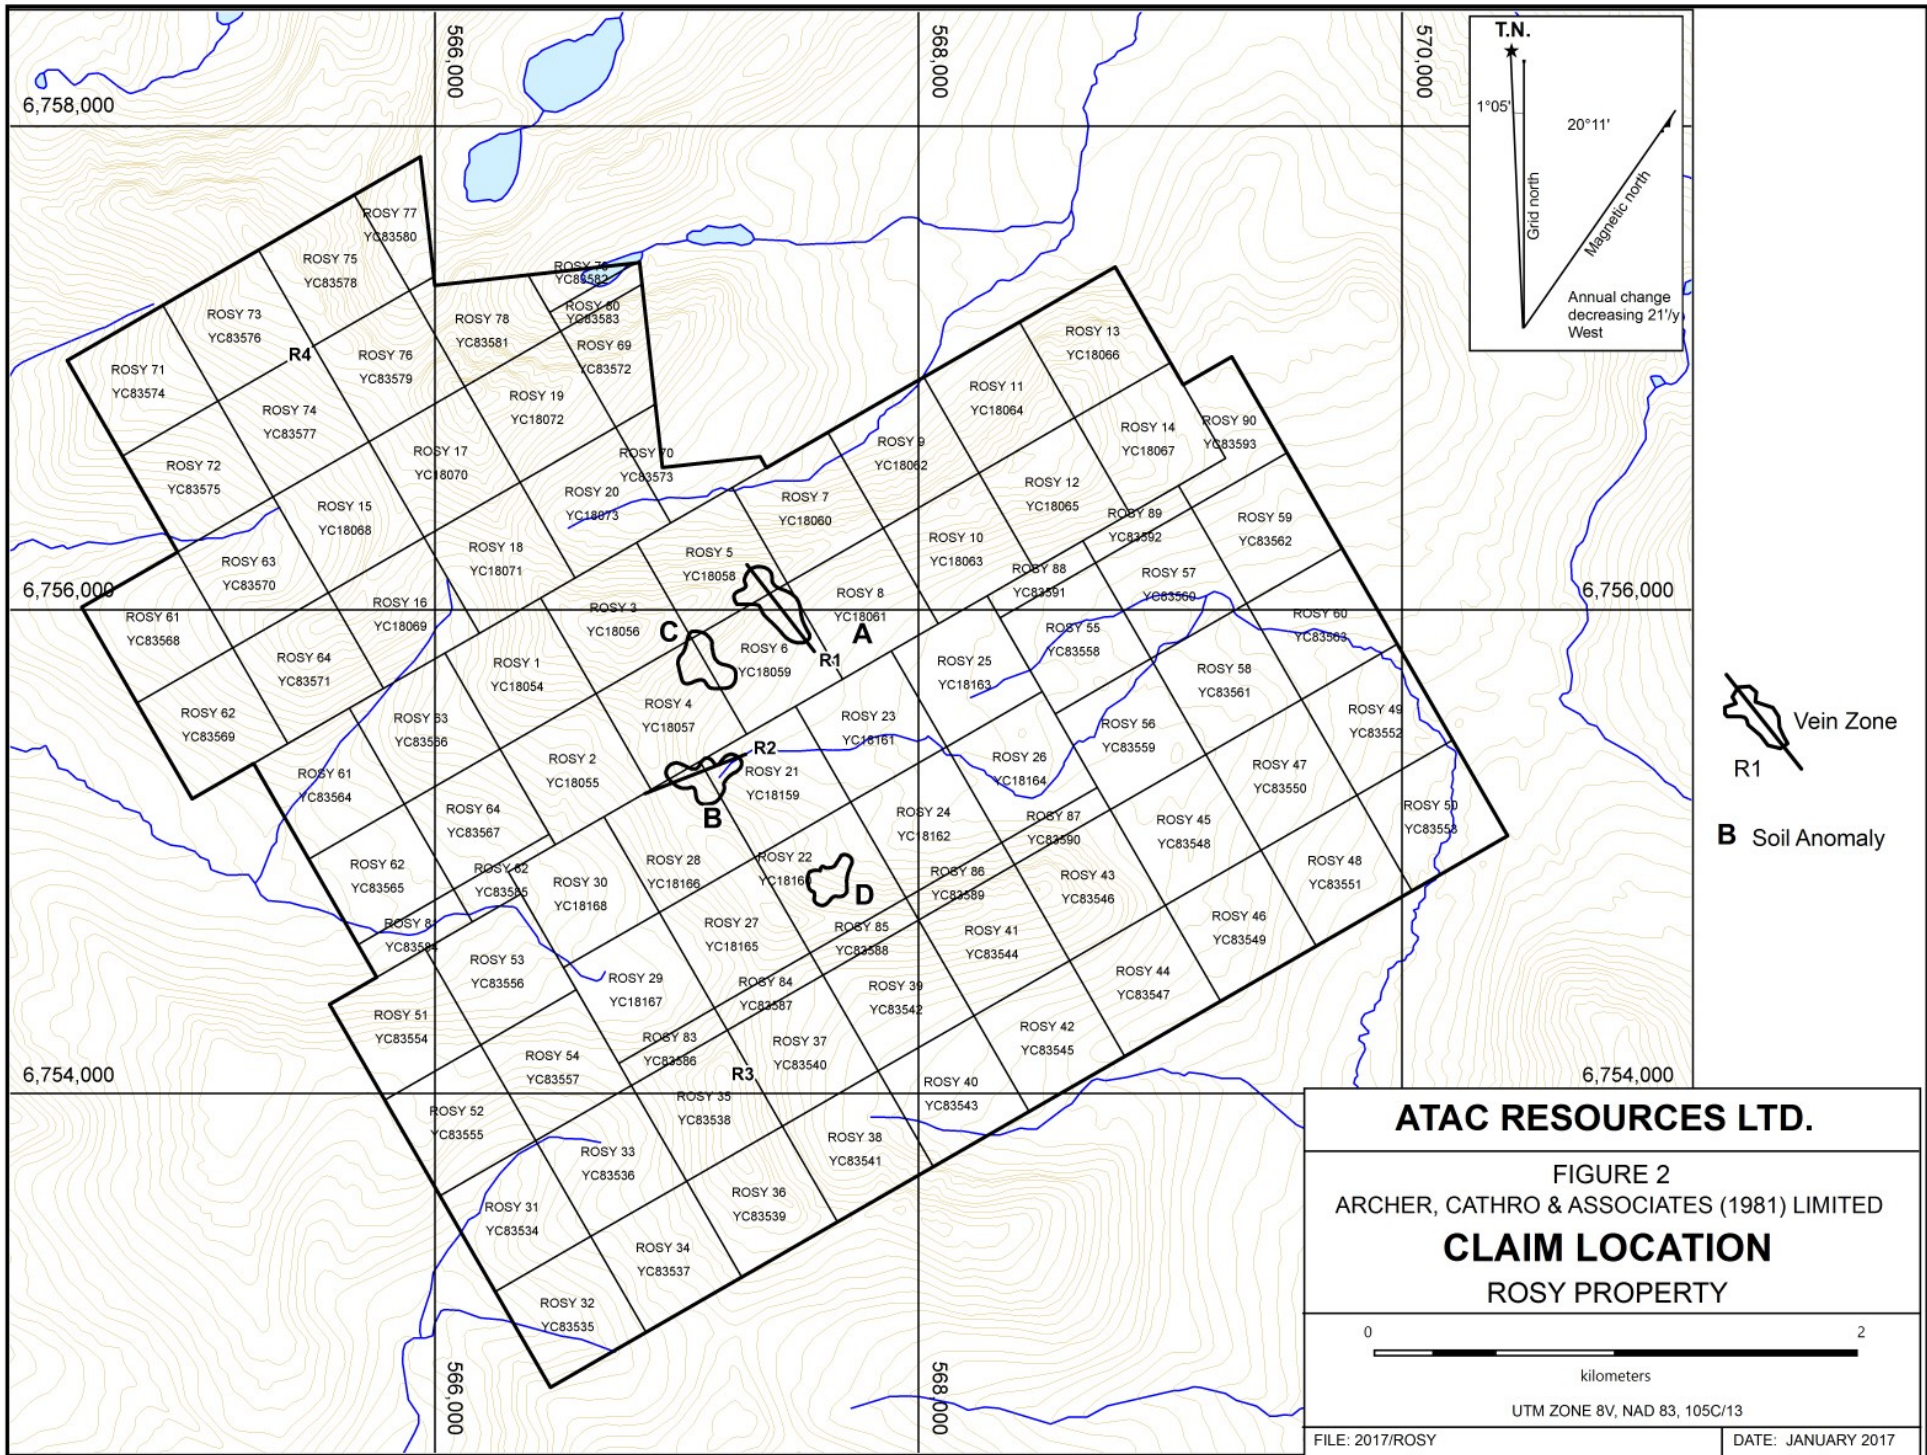 566,000
568,000
570,000
6,758,000
T.N.
1°05'
20°11'
Grid north
Magnetic north
Annual change
decreasing 21'/y
West
ROSY 77
YC83580
ROSY 75
YC83578
ROSY 73
YC83576
ROSY 71
YC83574
R4
ROSY 76
YC83579
ROSY 78
YC83581
YC83582
ROSY 80
YC83583
ROSY 69
YC83572
ROSY 74
YC83577
ROSY 19
YC18072
ROSY 72
YC83575
ROSY 17
YC18070
ROSY 70
YC83573
ROSY 20
YC18073
ROSY 15
YC18068
ROSY 18
YC18071
ROSY 63
YC83570
ROSY 13
YC18066
ROSY 11
YC18064
ROSY 14
YC18067
ROSY 90
YC83593
ROSY 9
YC18062
ROSY 7
YC18060
ROSY 12
YC18065
ROSY 89
YC83592
ROSY 59
YC83562
ROSY 5
YC18058
ROSY 10
YC18063
ROSY 88
YC83591
ROSY 57
YC83560
6,756,000
6,756,000
ROSY 61
YC83568
ROSY 16
YC18069
ROSY 3
YC18056
ROSY 8
YC18061
ROSY 60
YC83563
ROSY 55
YC83558
C
A
R1
ROSY 64
YC83571
ROSY 1
YC18054
ROSY 6
YC18059
ROSY 25
YC18163
ROSY 58
YC83561
ROSY 62
YC83569
ROSY 63
YC83566
ROSY 4
YC18057
ROSY 23
YC18161
ROSY 56
YC83559
ROSY 49
YC83552
Vein Zone
R1
R2
ROSY 61
YC83564
ROSY 2
YC18055
ROSY 21
YC18159
ROSY 26
YC18164
ROSY 47
YC83550
B
ROSY 64
YC83567
ROSY 24
YC18162
ROSY 87
YC83590
ROSY 45
YC83548
ROSY 50
YC83553
B Soil Anomaly
ROSY 62
YC83565
ROSY 82
YC83585
ROSY 30
YC18168
ROSY 28
YC18166
ROSY 22
YC18160
D
ROSY 86
YC83589
ROSY 43
YC83546
ROSY 48
YC83551
ROSY 81
YC83584
ROSY 27
YC18165
ROSY 85
YC83588
ROSY 41
YC83544
ROSY 46
YC83549
ROSY 53
YC83556
ROSY 29
YC18167
ROSY 84
YC83587
ROSY 39
YC83542
ROSY 44
YC83547
ROSY 51
YC83554
ROSY 54
YC83557
ROSY 83
YC83586
ROSY 37
YC83540
ROSY 42
YC83545
R3
6,754,000
6,754,000
ROSY 52
YC83555
ROSY 35
YC83538
ROSY 40
YC83543
ROSY 33
YC83536
ROSY 38
YC83541
ROSY 31
YC83534
ROSY 36
YC83539
ROSY 34
YC83537
ROSY 32
YC83535
566,000
568,000
ATAC RESOURCES LTD.
FIGURE 2
ARCHER, CATHRO & ASSOCIATES (1981) LIMITED
CLAIM LOCATION
ROSY PROPERTY
0 2
kilometers
UTM ZONE 8V, NAD 83, 105C/13
FILE: 2017/ROSY
DATE: JANUARY 2017